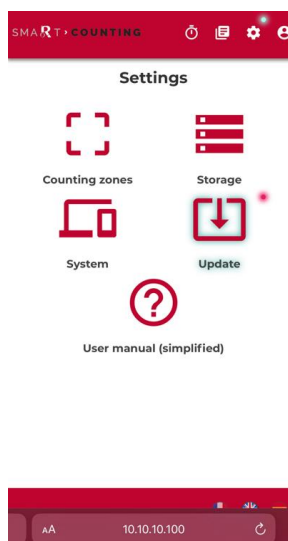 SMART›COUNTING
Settings
Counting zones
Storage
System
Update
User manual (simplified)
AA
10.10.10.100